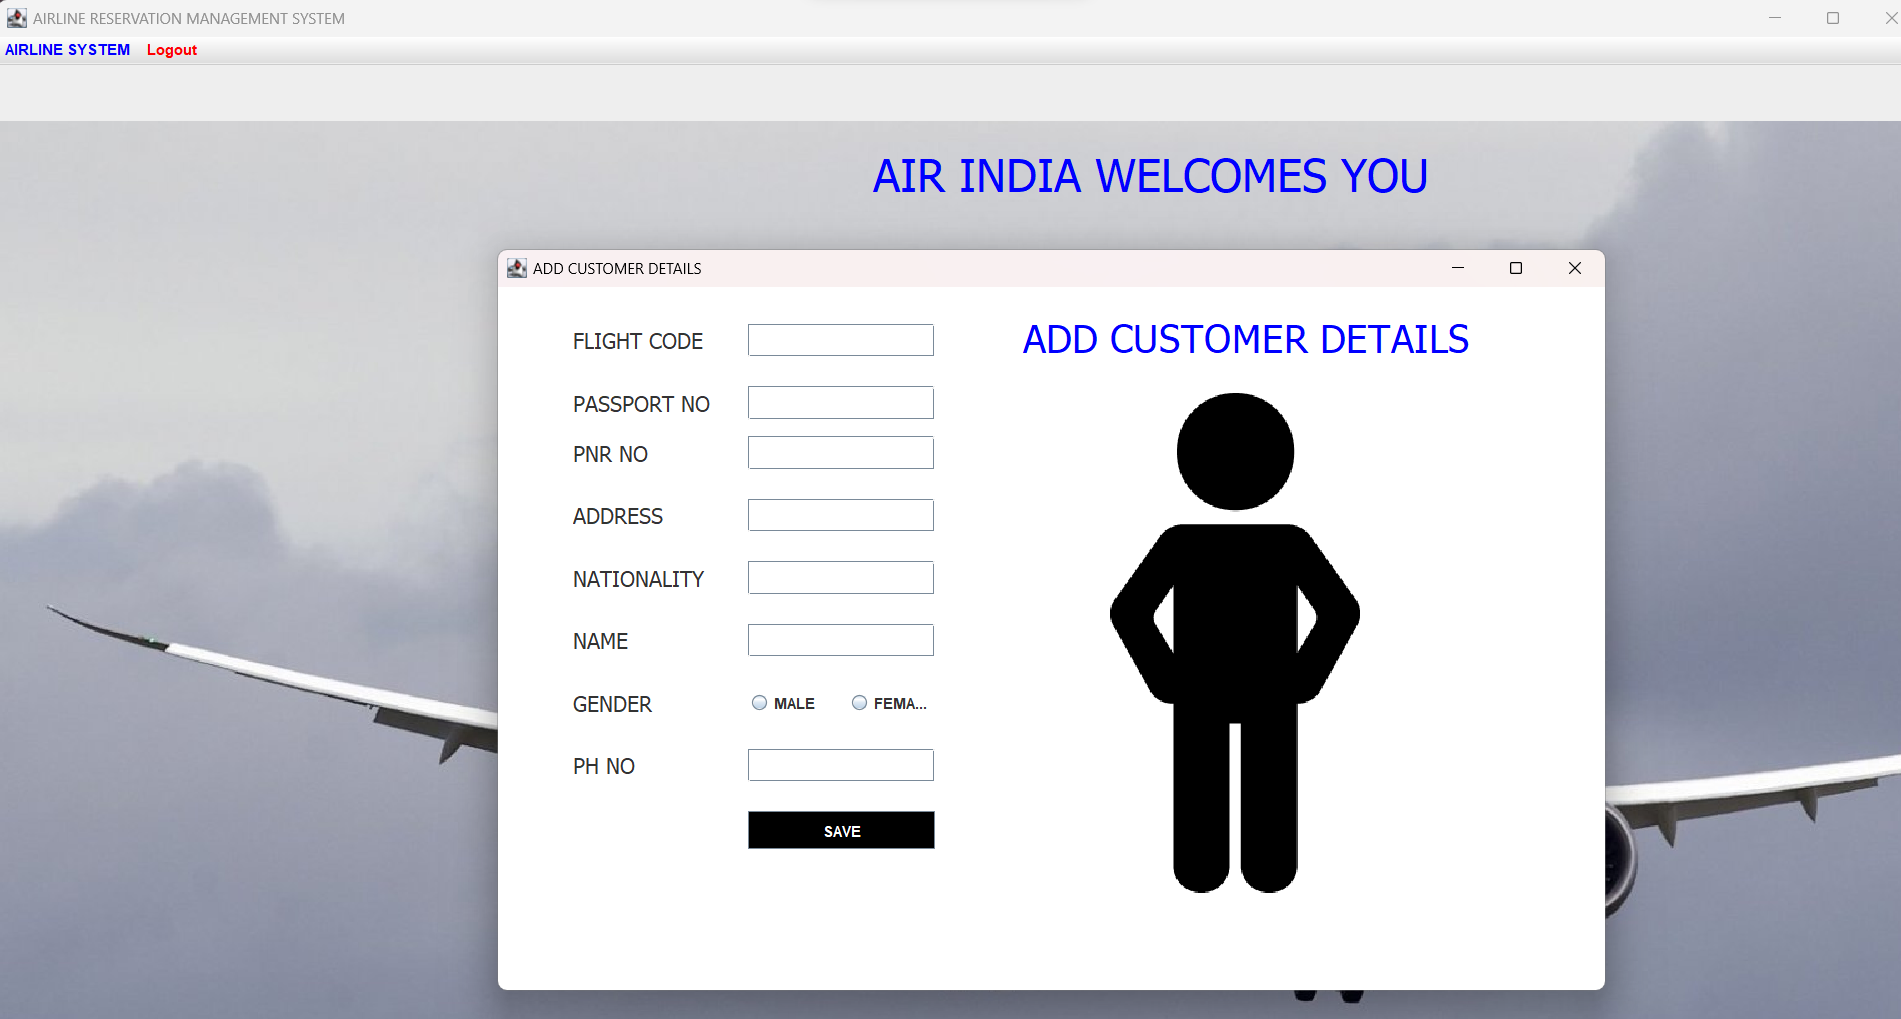 AIRLINE RESERVATION MANAGEMENT SYSTEM
AIRLINE SYSTEM Logout
AIR INDIA WELCOMES YOU
ADD CUSTOMER DETAILS
FLIGHT CODE
ADD CUSTOMER DETAILS
PASSPORT NO
PNR NO
ADDRESS
NATIONALITY
NAME
GENDER MALE FEMA...
PH NO
SAVE